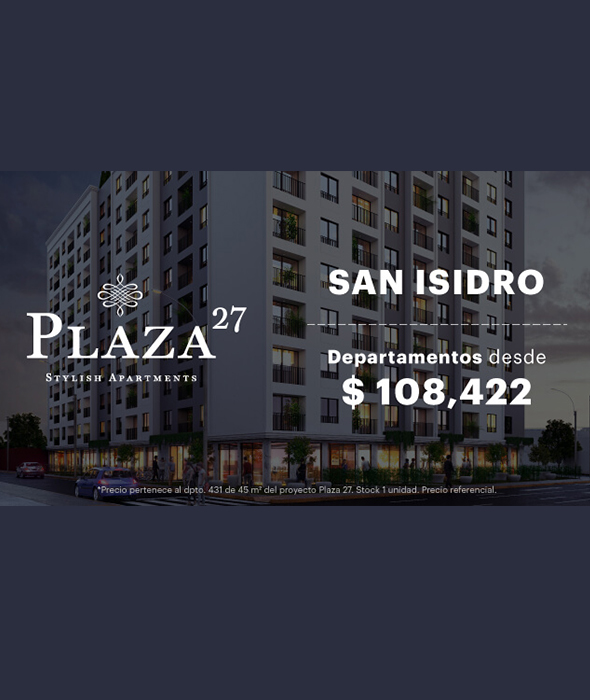 PLAZA 27
STYLISH APARTMENTS
SAN ISIDRO
Departamentos desde
$ 108,422
*Precio pertenece al dpto. 431 de 45 m² del proyecto Plaza 27. Stock 1 unidad. Precio referencial.